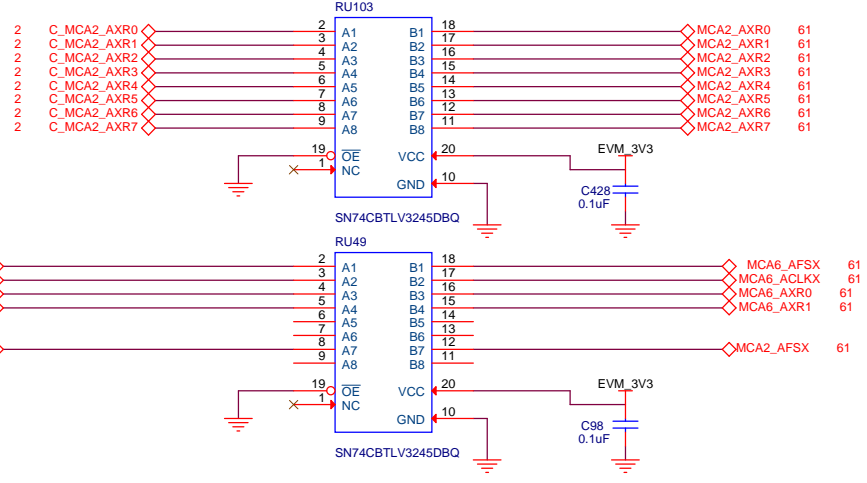 RU103
2 C_MCA2_AXR0 2 A1 B1 18 MCA2_AXR0 61
2 C_MCA2_AXR1 3 A2 B2 17 MCA2_AXR1 61
2 C_MCA2_AXR2 4 A3 B3 16 MCA2_AXR2 61
2 C_MCA2_AXR3 5 A4 B4 15 MCA2_AXR3 61
2 C_MCA2_AXR4 6 A5 B5 14 MCA2_AXR4 61
2 C_MCA2_AXR5 7 A6 B6 13 MCA2_AXR5 61
2 C_MCA2_AXR6 8 A7 B7 12 MCA2_AXR6 61
2 C_MCA2_AXR7 9 A8 B8 11 MCA2_AXR7 61
19 OE VCC 20 EVM_3V3
1 NC
GND 10
C428
0.1uF
SN74CBTLV3245DBQ
RU49
2 A1 B1 18 MCA6_AFSX 61
3 A2 B2 17 MCA6_ACLKX 61
4 A3 B3 16 MCA6_AXR0 61
5 A4 B4 15 MCA6_AXR1 61
6 A5 B5 14
7 A6 B6 13
8 A7 B7 12 MCA2_AFSX 61
9 A8 B8 11
19 OE VCC 20 EVM_3V3
1 NC
GND 10
C98
0.1uF
SN74CBTLV3245DBQ